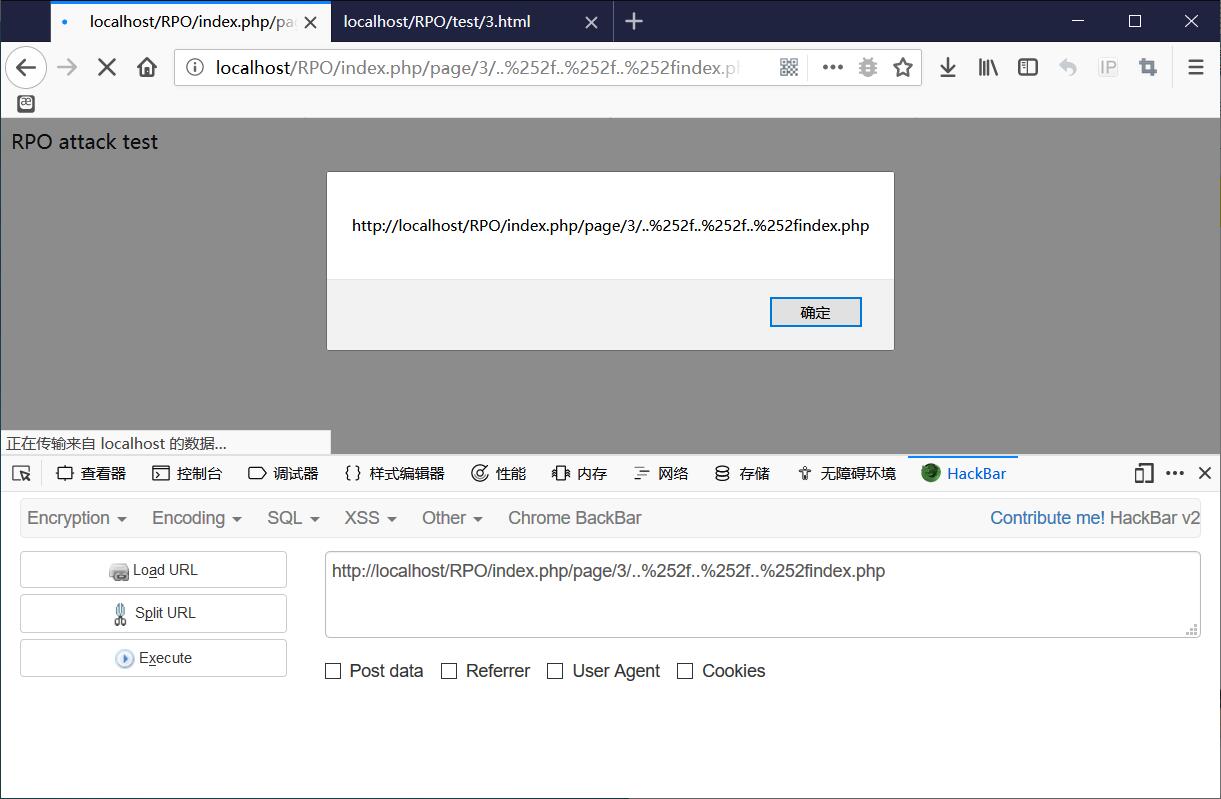 localhost/RPO/index.php/pa
localhost/RPO/test/3.html
localhost/RPO/index.php/page/3/..%252f..%252f..%252findex.ph
IP
æ
RPO attack test
http://localhost/RPO/index.php/page/3/..%252f..%252f..%252findex.php
确定
正在传输来自 localhost 的数据...
查看器 控制台 调试器 {} 样式编辑器 性能 内存 网络 存储 无障碍环境 HackBar
Encryption Encoding SQL XSS Other Chrome BackBar Contribute me! HackBar v2
Load URL
http://localhost/RPO/index.php/page/3/..%252f..%252f..%252findex.php
Split URL
Execute
Post data Referrer User Agent Cookies